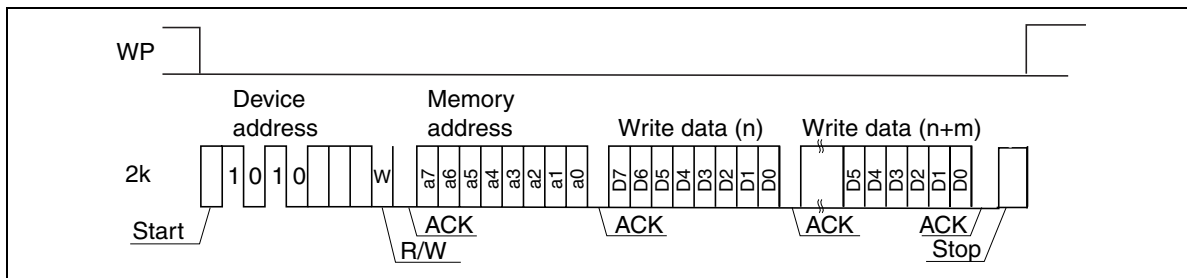 WP
Device address
Memory address
Write data (n)
Write data (n+m)
2k
1 0 1 0
W
a7 a6 a5 a4 a3 a2 a1 a0
D7 D6 D5 D4 D3 D2 D1 D0
D5 D4 D3 D2 D1 D0
Start
R/W
ACK
ACK
ACK
ACK
Stop